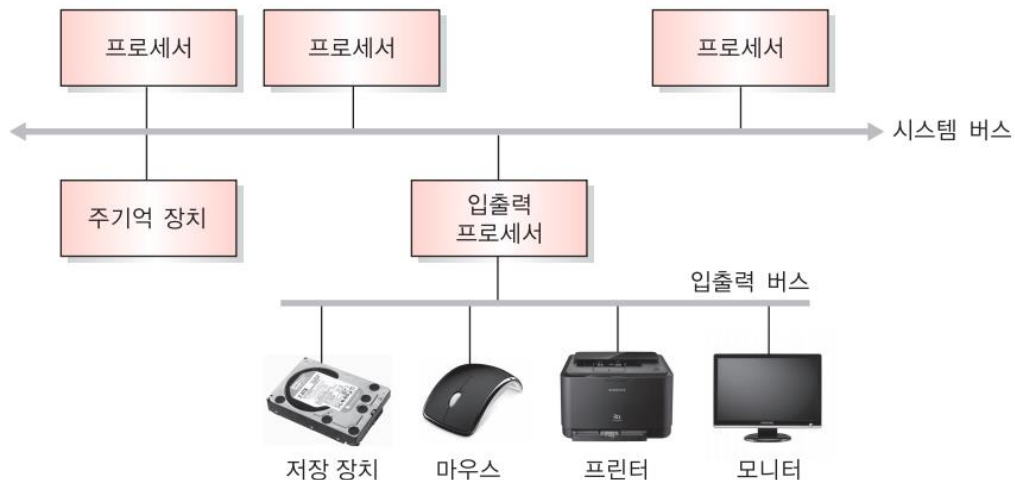 프로세서
프로세서
프로세서
시스템 버스
주기억 장치
입출력
프로세서
입출력 버스
저장 장치
마우스
프린터
모니터